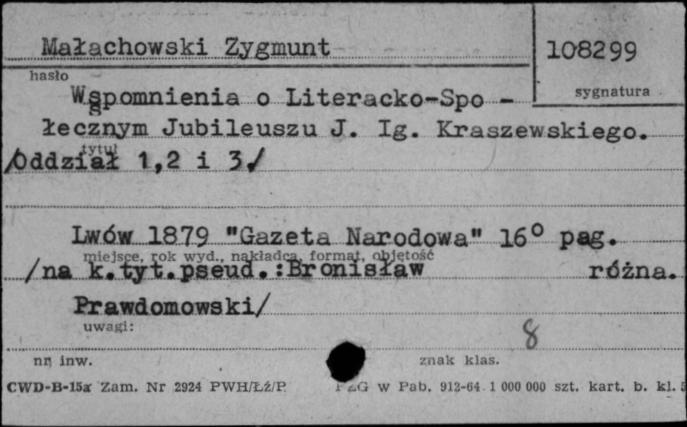 Małachowski Zygmunt
108299
hasło
sygnatura
Wspomnienia o Literacko-Spo -
łecznym Jubileuszu J. Ig. Kraszewskiego.
tytuł
/Oddział 1,2 i 3/
Lwów 1879 "Gazeta Narodowa" 16° pag.
miejsce, rok wyd., nakładca, format, objętość
/na k.tyt.pseud.:Bronisław różna.
Prawdomowski/
uwagi:
8
nr inw.
znak klas.
CWD-B-15a Zam. Nr 2924 PWH/Łź/P. PZG w Pab. 912-64 1 000 000 szt. kart. b. kl. 5